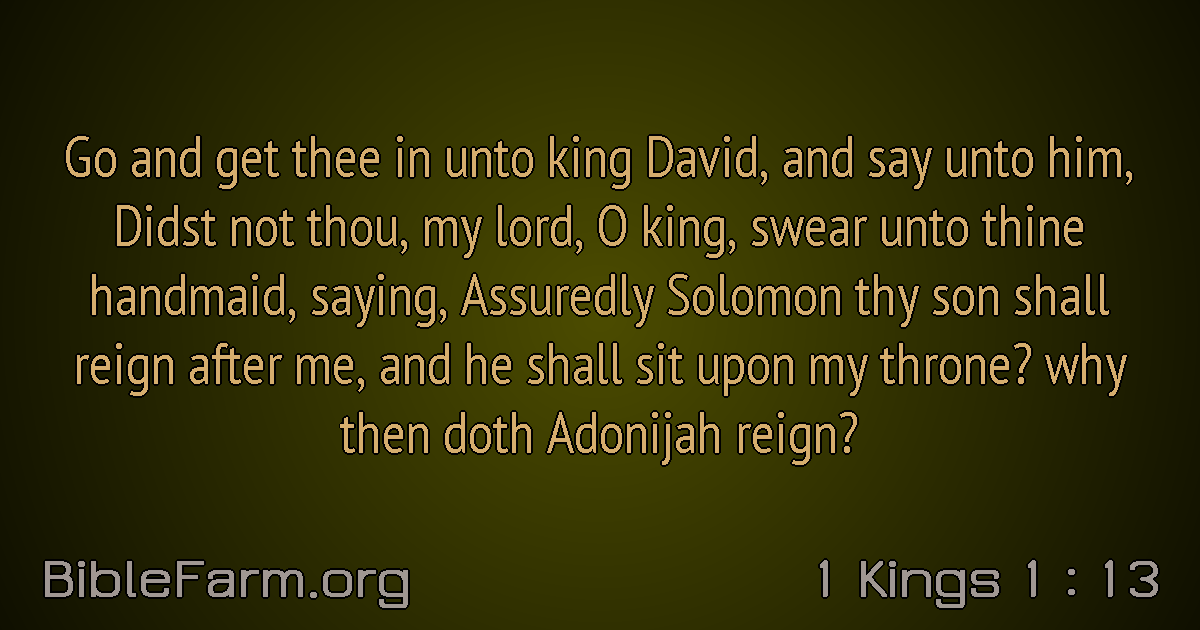 Go and get thee in unto king David, and say unto him,
Didst not thou, my lord, O king, swear unto thine
handmaid, saying, Assuredly Solomon thy son shall
reign after me, and he shall sit upon my throne? why
then doth Adonijah reign?
BibleFarm.org
1 Kings 1 : 13